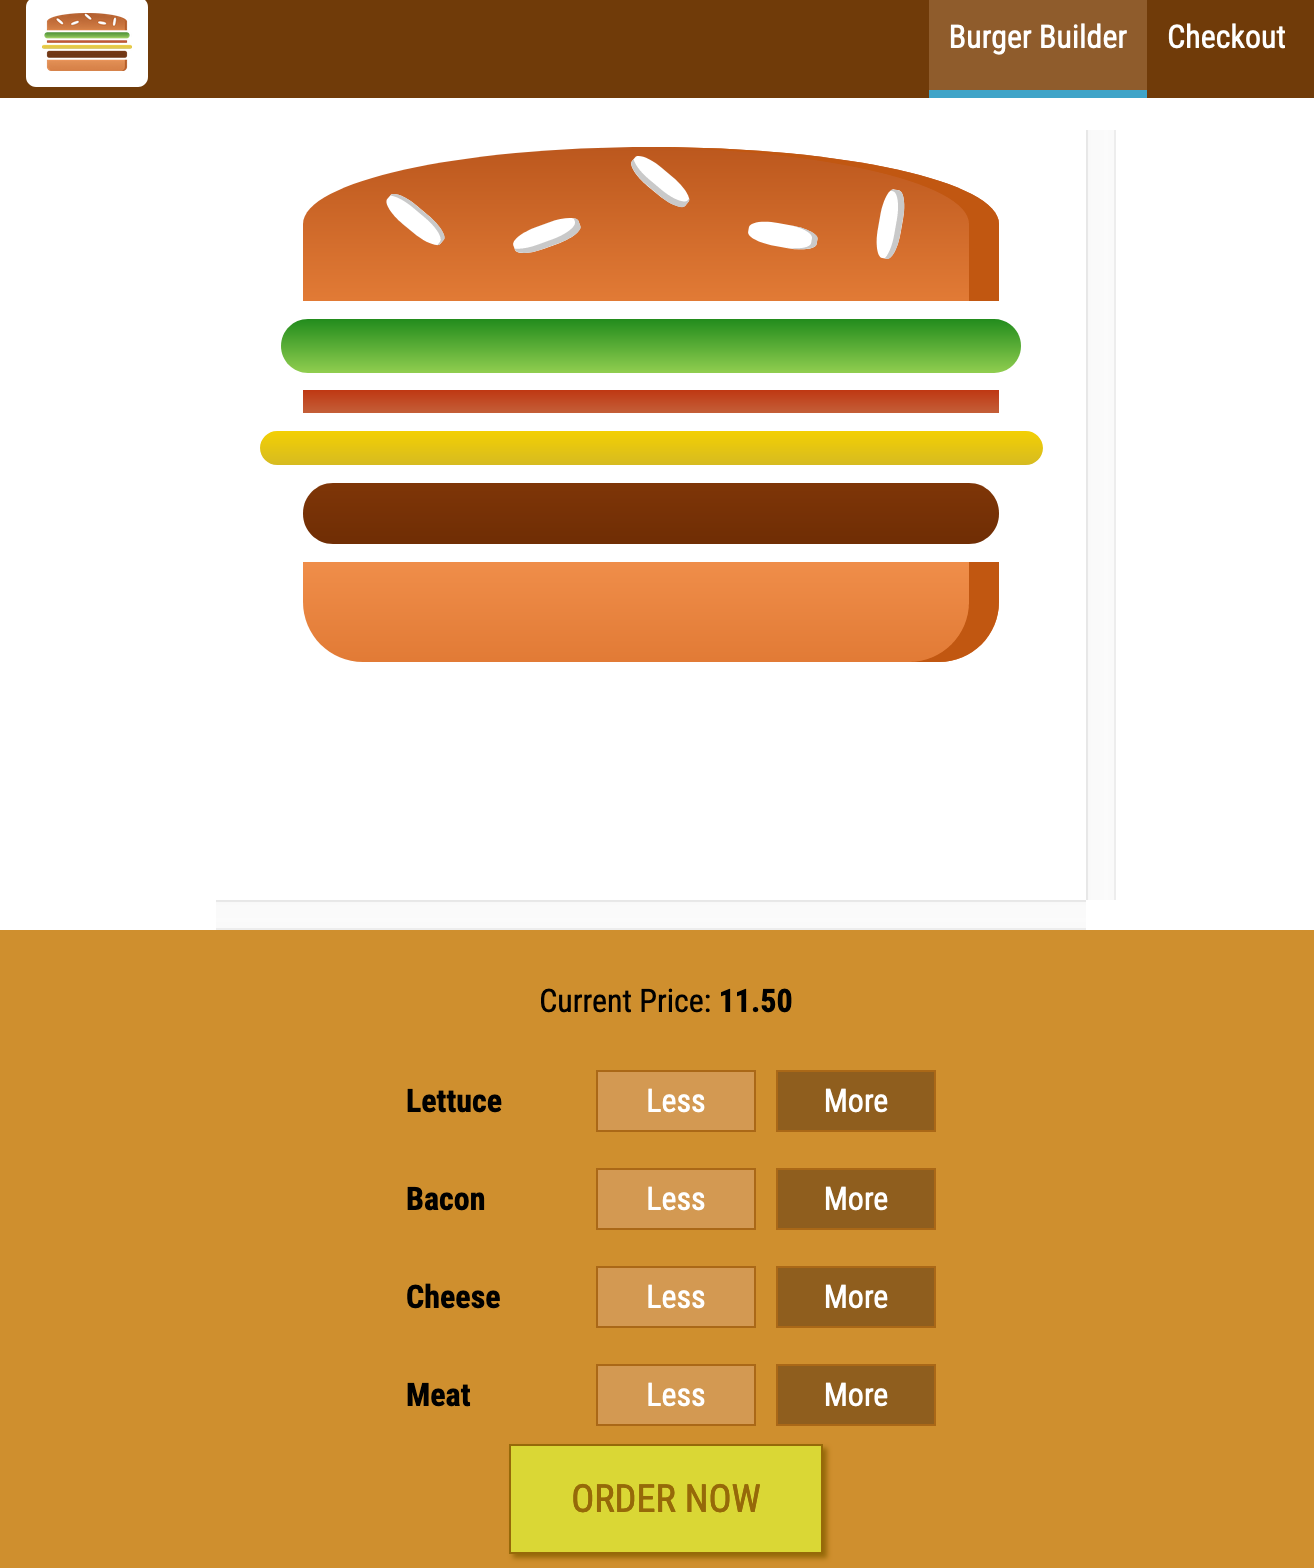 Burger Builder Checkout
Current Price: 11.50
Lettuce Less More
Bacon Less More
Cheese Less More
Meat Less More
ORDER NOW